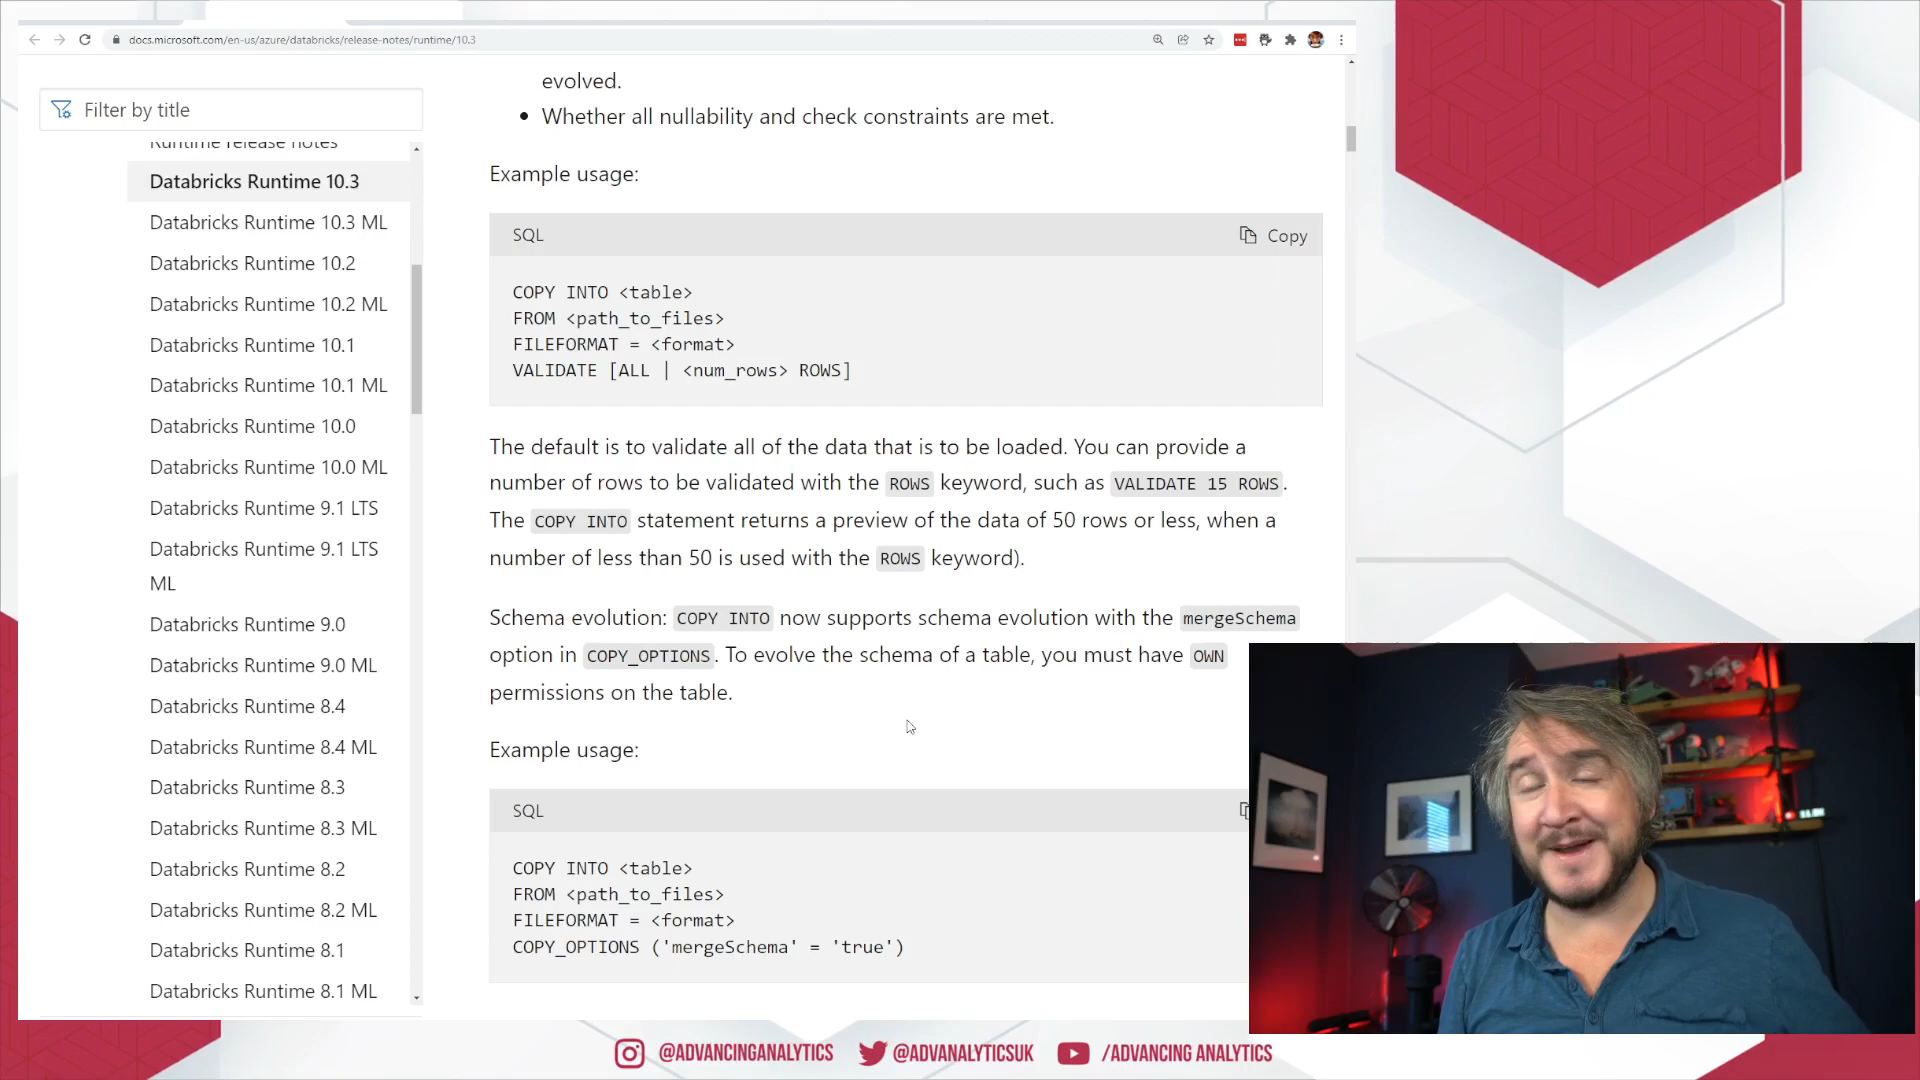 docs.microsoft.com/en-us/azure/databricks/release-notes/runtime/10.3
Filter by title
Runtime release notes
Databricks Runtime 10.3
Databricks Runtime 10.3 ML
Databricks Runtime 10.2
Databricks Runtime 10.2 ML
Databricks Runtime 10.1
Databricks Runtime 10.1 ML
Databricks Runtime 10.0
Databricks Runtime 10.0 ML
Databricks Runtime 9.1 LTS
Databricks Runtime 9.1 LTS
ML
Databricks Runtime 9.0
Databricks Runtime 9.0 ML
Databricks Runtime 8.4
Databricks Runtime 8.4 ML
Databricks Runtime 8.3
Databricks Runtime 8.3 ML
Databricks Runtime 8.2
Databricks Runtime 8.2 ML
Databricks Runtime 8.1
Databricks Runtime 8.1 ML
evolved.
• Whether all nullability and check constraints are met.
Example usage:
SQL
Copy
COPY INTO <table>
FROM <path_to_files>
FILEFORMAT = <format>
VALIDATE [ALL | <num_rows> ROWS]
The default is to validate all of the data that is to be loaded. You can provide a
number of rows to be validated with the ROWS keyword, such as VALIDATE 15 ROWS.
The COPY INTO statement returns a preview of the data of 50 rows or less, when a
number of less than 50 is used with the ROWS keyword).
Schema evolution: COPY INTO now supports schema evolution with the mergeSchema
option in COPY_OPTIONS. To evolve the schema of a table, you must have OWN
permissions on the table.
Example usage:
SQL
COPY INTO <table>
FROM <path_to_files>
FILEFORMAT = <format>
COPY_OPTIONS ('mergeSchema' = 'true')
@ADVANCINGANALYTICS
@ADVANALYTICSUK
/ADVANCING ANALYTICS